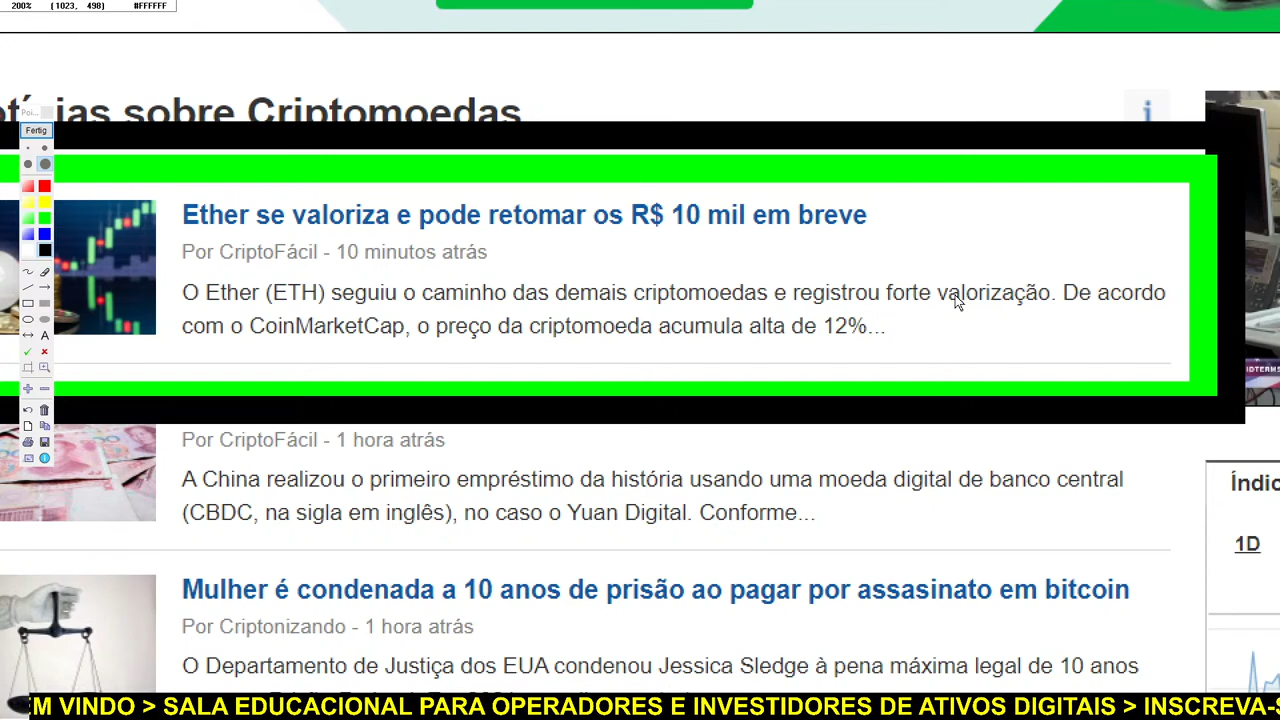 200% (1023, 498) #FFFFFF
otícias sobre Criptomoedas
Poi...
Fertig
Ether se valoriza e pode retomar os R$ 10 mil em breve
Por CriptoFácil - 10 minutos atrás
O Ether (ETH) seguiu o caminho das demais criptomoedas e registrou forte valorização. De acordo
com o CoinMarketCap, o preço da criptomoeda acumula alta de 12%...
IDTERMS
Por CriptoFácil - 1 hora atrás
A China realizou o primeiro empréstimo da história usando uma moeda digital de banco central
(CBDC, na sigla em inglês), no caso o Yuan Digital. Conforme...
Índic
1D
Mulher é condenada a 10 anos de prisão ao pagar por assasinato em bitcoin
Por Criptonizando - 1 hora atrás
O Departamento de Justiça dos EUA condenou Jessica Sledge à pena máxima legal de 10 anos
EM VINDO > SALA EDUCACIONAL PARA OPERADORES E INVESTIDORES DE ATIVOS DIGITAIS > INSCREVA-S